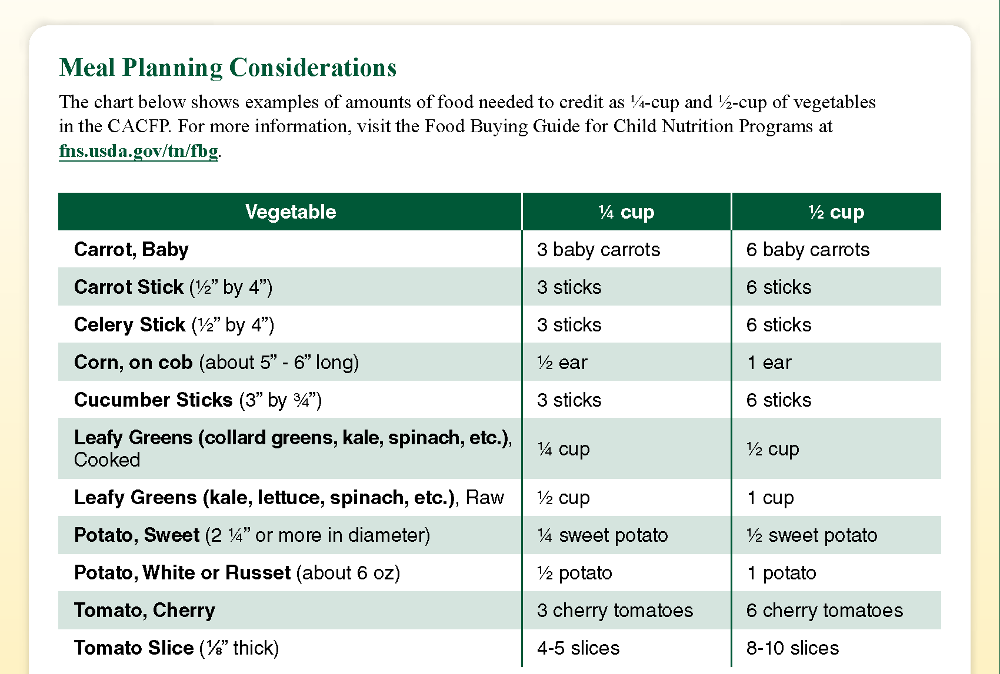 Meal Planning Considerations
The chart below shows examples of amounts of food needed to credit as ¼-cup and ½-cup of vegetables
in the CACFP. For more information, visit the Food Buying Guide for Child Nutrition Programs at
fns.usda.gov/tn/fbg.
Vegetable ¼ cup ½ cup
Carrot, Baby 3 baby carrots 6 baby carrots
Carrot Stick (½” by 4”) 3 sticks 6 sticks
Celery Stick (½” by 4”) 3 sticks 6 sticks
Corn, on cob (about 5” - 6” long) ½ ear 1 ear
Cucumber Sticks (3” by ¾”) 3 sticks 6 sticks
Leafy Greens (collard greens, kale, spinach, etc.),
Cooked ¼ cup ½ cup
Leafy Greens (kale, lettuce, spinach, etc.), Raw ½ cup 1 cup
Potato, Sweet (2 ¼” or more in diameter) ¼ sweet potato ½ sweet potato
Potato, White or Russet (about 6 oz) ½ potato 1 potato
Tomato, Cherry 3 cherry tomatoes 6 cherry tomatoes
Tomato Slice (⅛” thick) 4-5 slices 8-10 slices